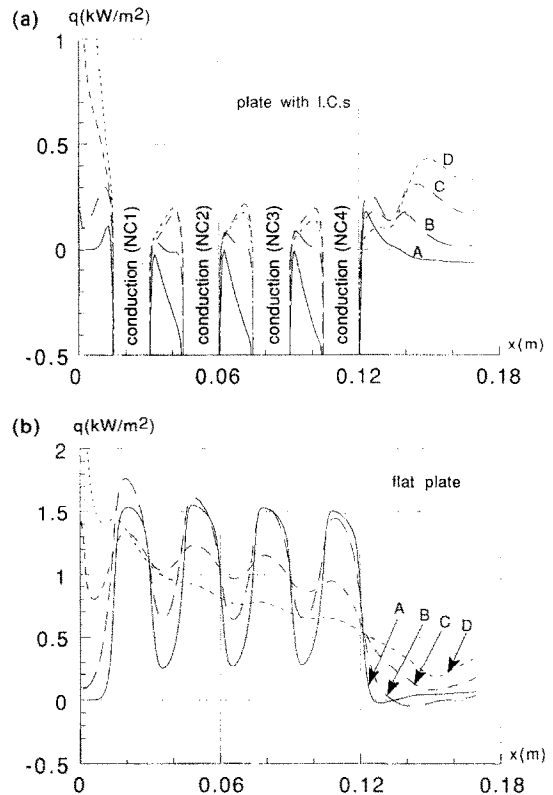 (a) q(kW/m2)
1
plate with I.C.s
0.5
D
C
B
A
0
conduction (NC1)
conduction (NC2)
conduction (NC3)
conduction (NC4)
-0.5
x(m)
0 0.06 0.12 0.18
(b) q(kW/m2)
2
flat plate
1.5
1
A B C D
0.5
0
-0.5
x(m)
0 0.06 0.12 0.18